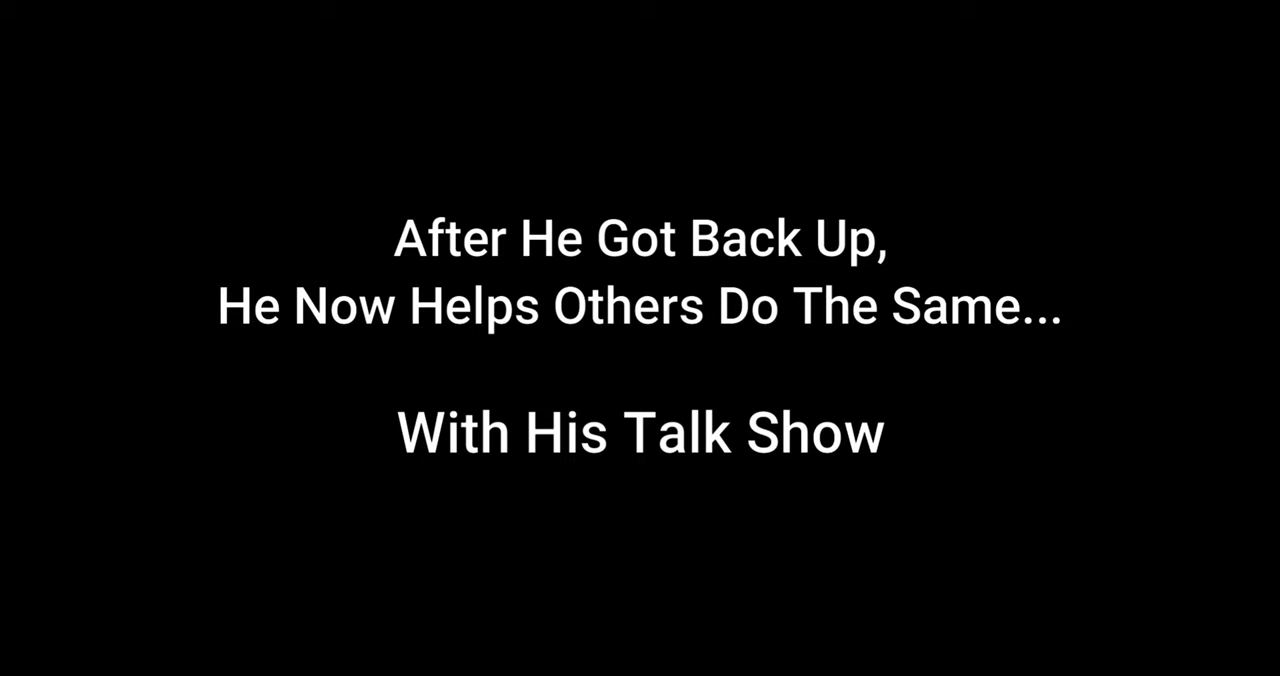 After He Got Back Up,
He Now Helps Others Do The Same...
With His Talk Show